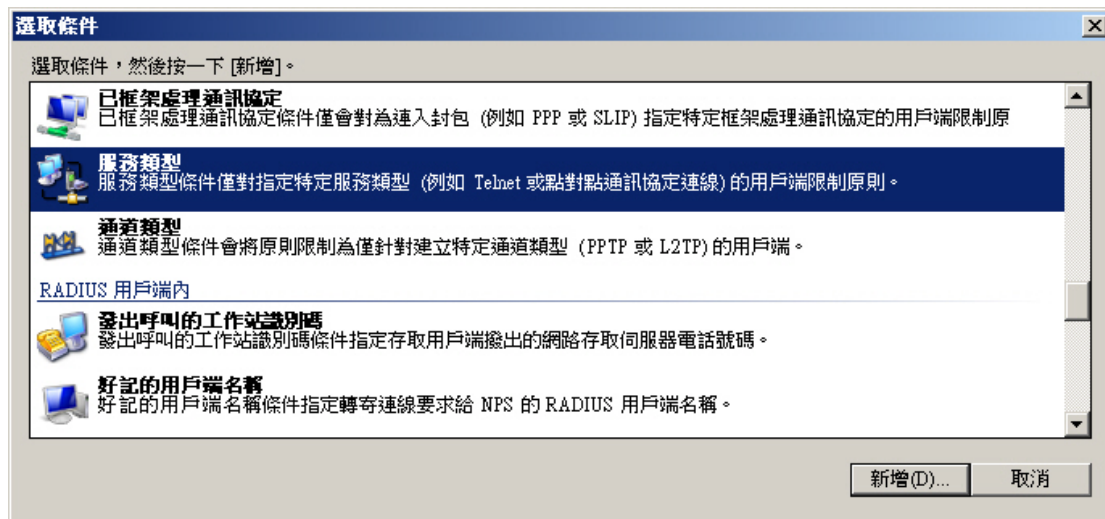 選取條件
選取條件，然後按一下 [新增]。
已框架處理通訊協定
已框架處理通訊協定條件僅會對為連入封包 (例如 PPP 或 SLIP) 指定特定框架處理通訊協定的用戶端限制原
服務類型
服務類型條件僅對指定特定服務類型 (例如 Telnet 或點對點通訊協定連線) 的用戶端限制原則。
通道類型
通道類型條件會將原則限制為僅針對建立特定通道類型 (PPTP 或 L2TP) 的用戶端。
RADIUS 用戶端內
發出呼叫的工作站識別碼
發出呼叫的工作站識別碼條件指定存取用戶端撥出的網路存取伺服器電話號碼。
好記的用戶端名稱
好記的用戶端名稱條件指定轉寄連線要求給 NPS 的 RADIUS 用戶端名稱。
新增(D)... 取消